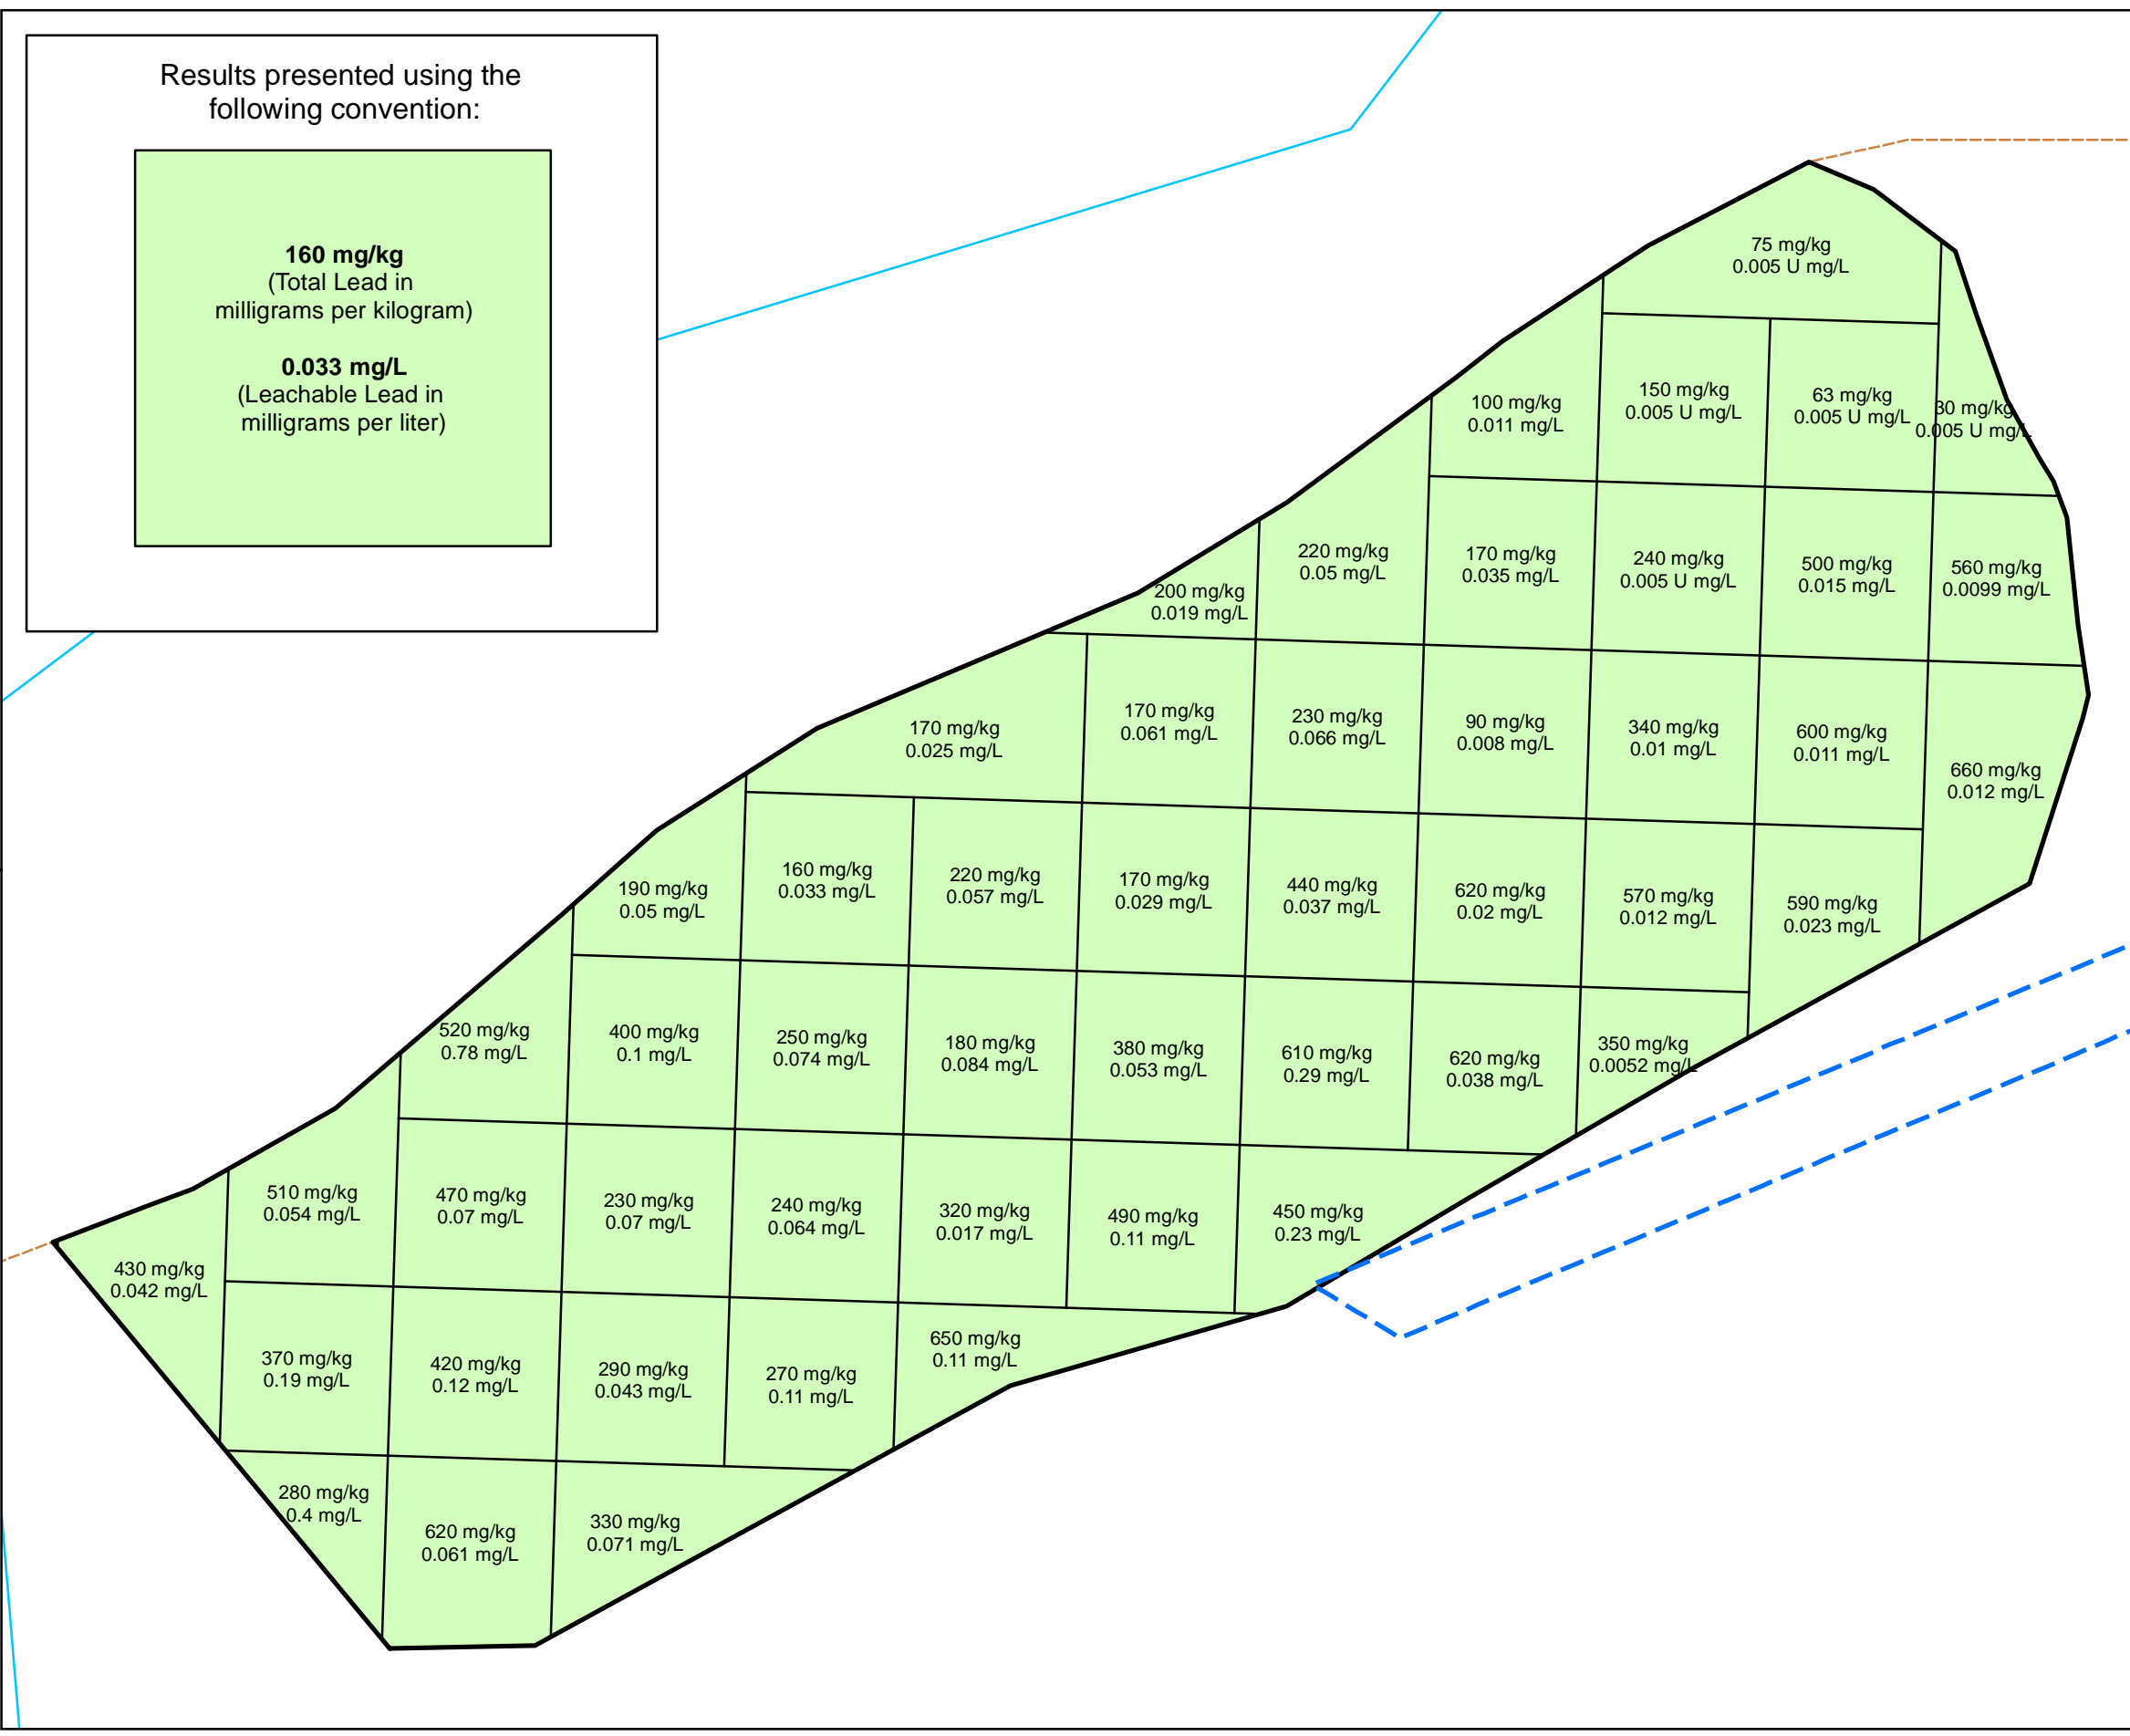 Results presented using the
following convention:
160 mg/kg
(Total Lead in
milligrams per kilogram)
0.033 mg/L
(Leachable Lead in
milligrams per liter)
75 mg/kg
0.005 U mg/L
100 mg/kg
0.011 mg/L
150 mg/kg
0.005 U mg/L
63 mg/kg
0.005 U mg/L
30 mg/kg
0.005 U mg/L
200 mg/kg
0.019 mg/L
220 mg/kg
0.05 mg/L
170 mg/kg
0.035 mg/L
240 mg/kg
0.005 U mg/L
500 mg/kg
0.015 mg/L
560 mg/kg
0.0099 mg/L
170 mg/kg
0.025 mg/L
170 mg/kg
0.061 mg/L
230 mg/kg
0.066 mg/L
90 mg/kg
0.008 mg/L
340 mg/kg
0.01 mg/L
600 mg/kg
0.011 mg/L
660 mg/kg
0.012 mg/L
190 mg/kg
0.05 mg/L
160 mg/kg
0.033 mg/L
220 mg/kg
0.057 mg/L
170 mg/kg
0.029 mg/L
440 mg/kg
0.037 mg/L
620 mg/kg
0.02 mg/L
570 mg/kg
0.012 mg/L
590 mg/kg
0.023 mg/L
520 mg/kg
0.78 mg/L
400 mg/kg
0.1 mg/L
250 mg/kg
0.074 mg/L
180 mg/kg
0.084 mg/L
380 mg/kg
0.053 mg/L
610 mg/kg
0.29 mg/L
620 mg/kg
0.038 mg/L
350 mg/kg
0.0052 mg/L
430 mg/kg
0.042 mg/L
510 mg/kg
0.054 mg/L
470 mg/kg
0.07 mg/L
230 mg/kg
0.07 mg/L
240 mg/kg
0.064 mg/L
320 mg/kg
0.017 mg/L
490 mg/kg
0.11 mg/L
450 mg/kg
0.23 mg/L
370 mg/kg
0.19 mg/L
420 mg/kg
0.12 mg/L
290 mg/kg
0.043 mg/L
270 mg/kg
0.11 mg/L
650 mg/kg
0.11 mg/L
280 mg/kg
0.4 mg/L
620 mg/kg
0.061 mg/L
330 mg/kg
0.071 mg/L